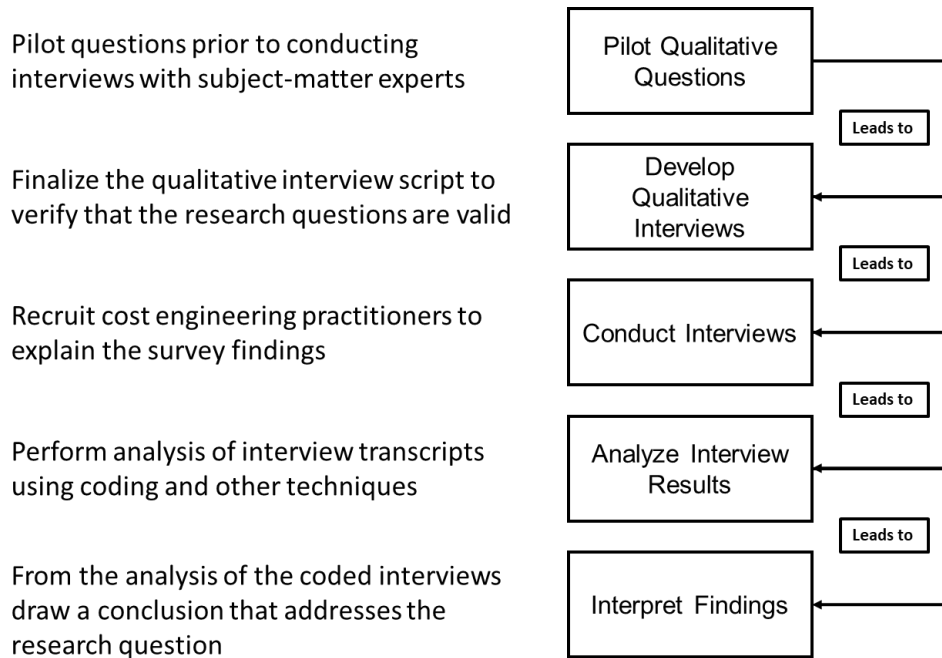 Pilot questions prior to conducting
interviews with subject-matter experts
Pilot Qualitative
Questions
Leads to
Finalize the qualitative interview script to
verify that the research questions are valid
Develop
Qualitative
Interviews
Leads to
Recruit cost engineering practitioners to
explain the survey findings
Conduct Interviews
Leads to
Perform analysis of interview transcripts
using coding and other techniques
Analyze Interview
Results
Leads to
From the analysis of the coded interviews
draw a conclusion that addresses the
research question
Interpret Findings